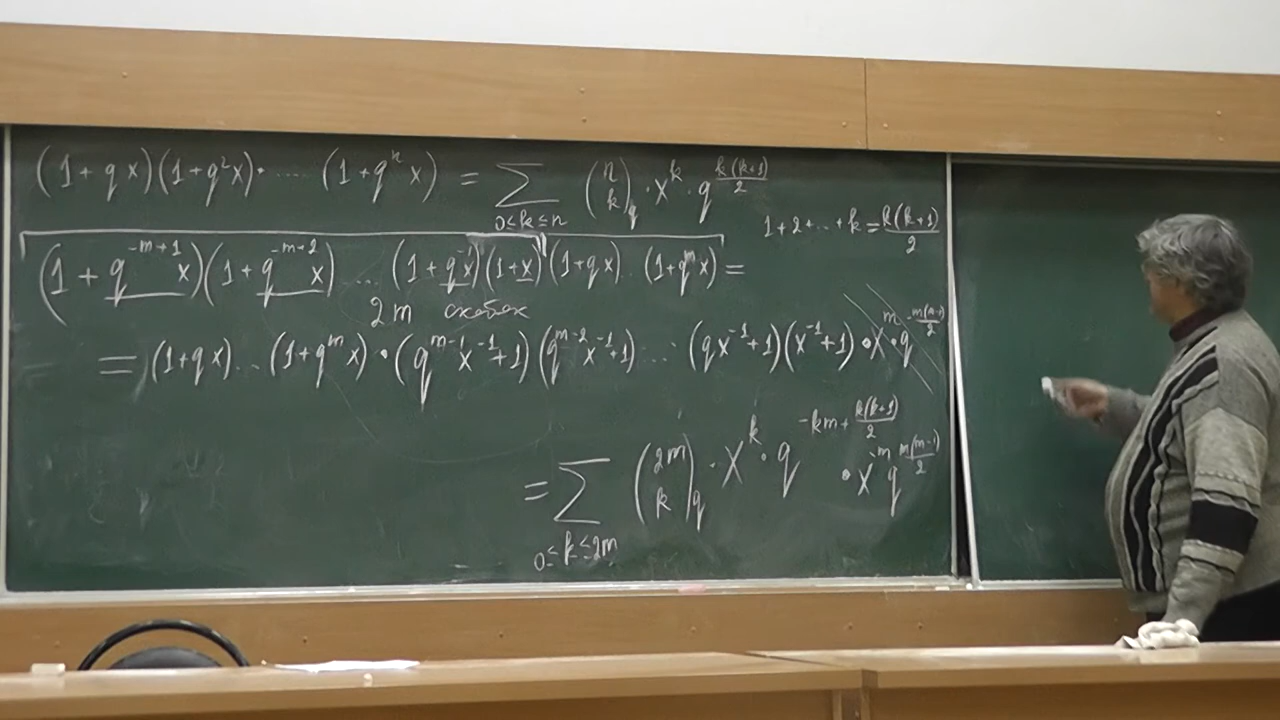 (1+qx)(1+q²x)· ···· (1+qⁿx) = ∑_{0≤k≤n} (n k)_q · x^k · q^{k(k+1)/2}
1+2+...+k = k(k+1)/2
(1+q^{-m+1}x)(1+q^{-m+2}x) ... (1+q^{-1}x)(1+x)(1+qx)...(1+q^m x) =
2m скобок
= (1+qx)...(1+q^m x)·(q^{m-1}x^{-1}+1)(q^{m-2}x^{-1}+1) ... (qx^{-1}+1)(x^{-1}+1)·x^m·q^{-m(m-1)/2}
= ∑_{0≤k≤2m} (2m k)_q · x^k · q^{-km+k(k+1)/2} · x^{-m} q^{m(m-1)/2}